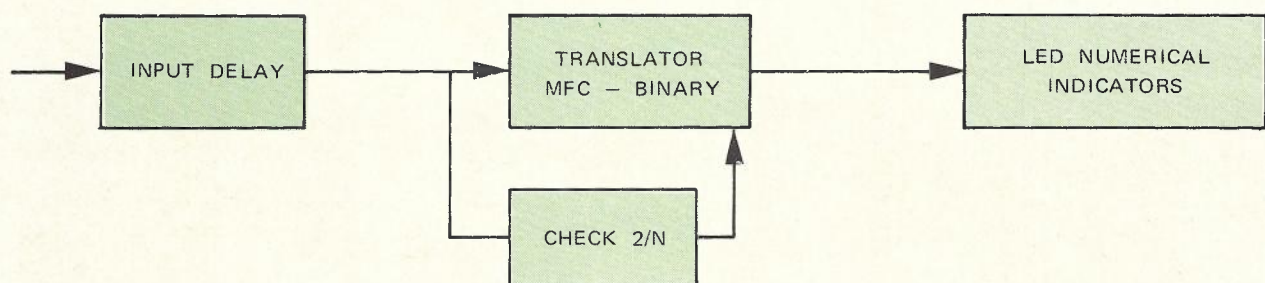 INPUT DELAY
TRANSLATOR
MFC – BINARY
LED NUMERICAL
INDICATORS
CHECK 2/N